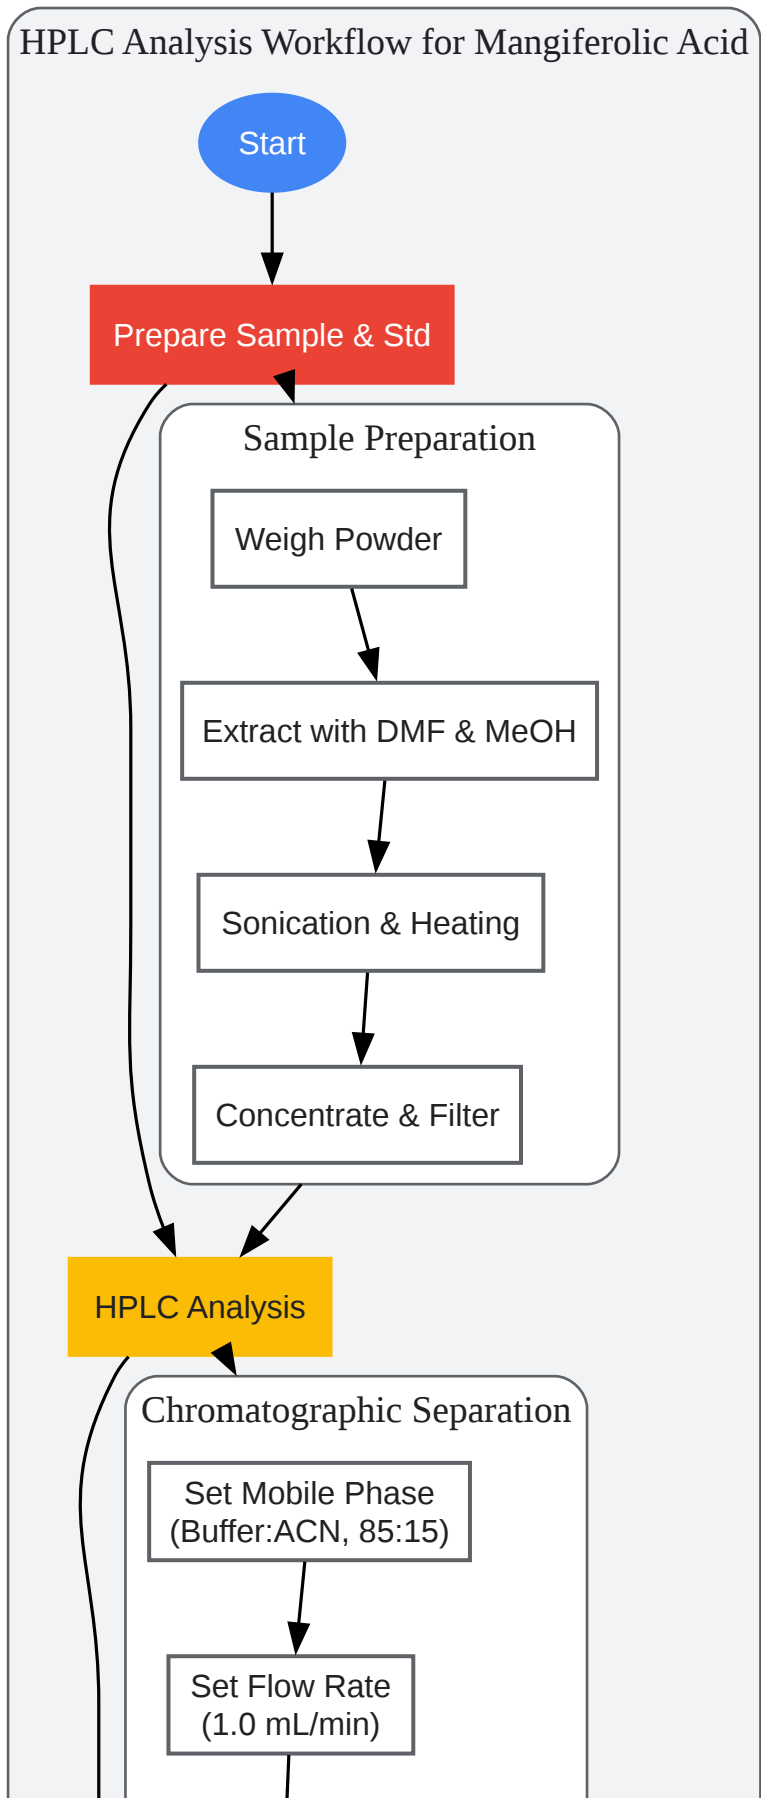 HPLC Analysis Workflow for Mangiferolic Acid
Start
Prepare Sample & Std
Sample Preparation
Weigh Powder
Extract with DMF & MeOH
Sonication & Heating
Concentrate & Filter
HPLC Analysis
Chromatographic Separation
Set Mobile Phase
(Buffer:ACN, 85:15)
Set Flow Rate
(1.0 mL/min)